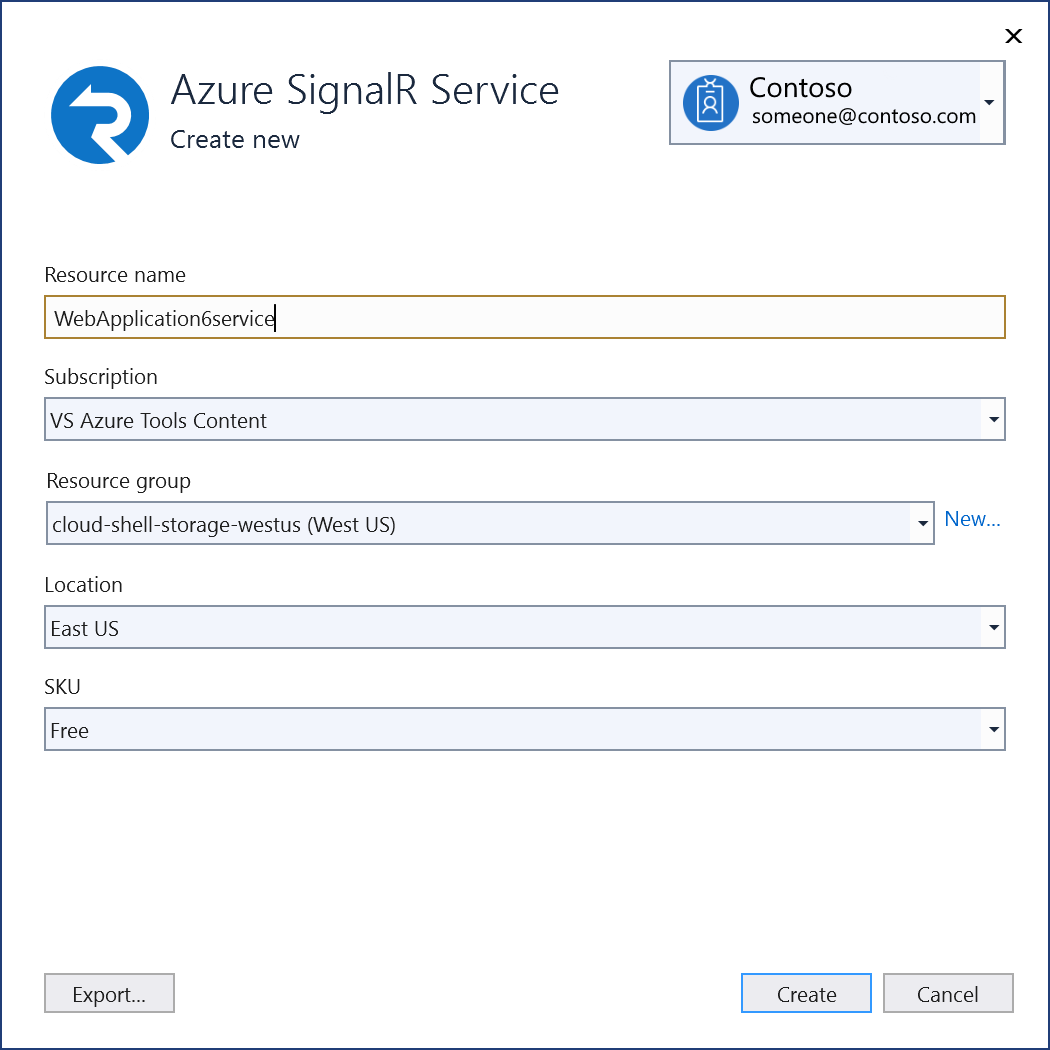 Azure SignalR Service
Create new
Contoso
someone@contoso.com
Resource name
WebApplication6service
Subscription
VS Azure Tools Content
Resource group
cloud-shell-storage-westus (West US)
New...
Location
East US
SKU
Free
Export...
Create
Cancel